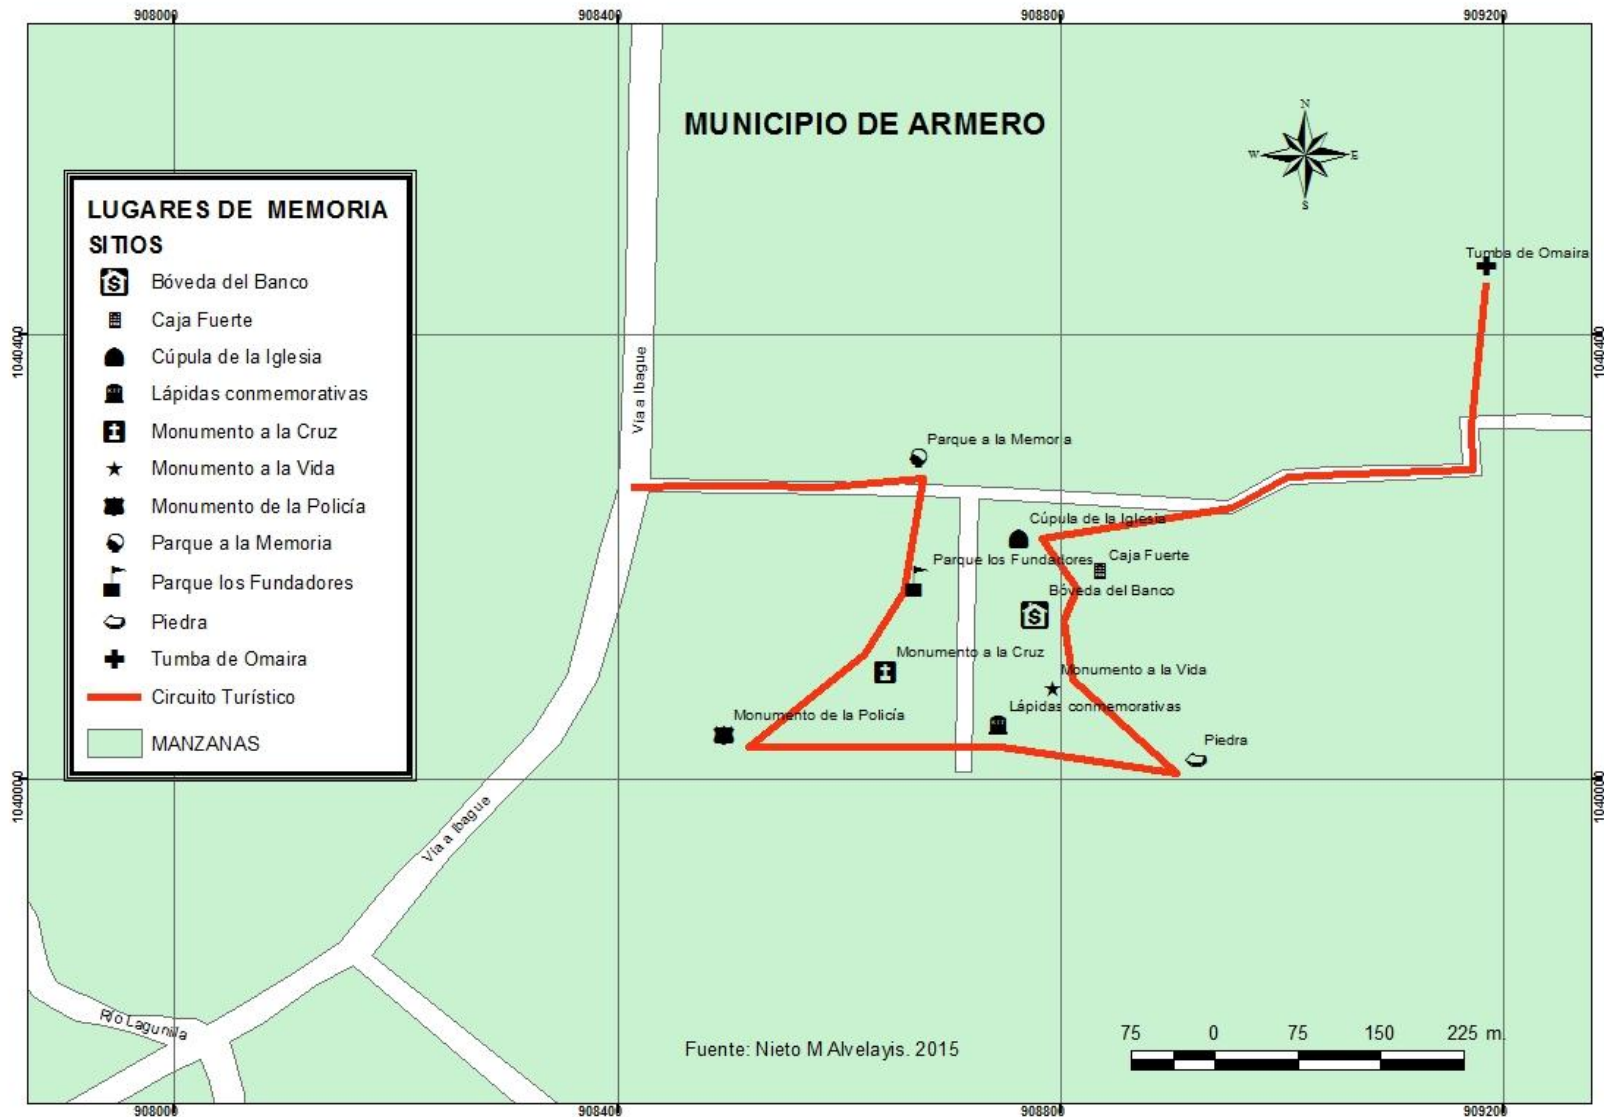 908000
908400
908800
909200
MUNICIPIO DE ARMERO
N
W
E
S
LUGARES DE MEMORIA
SITIOS
Bóveda del Banco
Caja Fuerte
Cúpula de la Iglesia
Lápidas conmemorativas
Monumento a la Cruz
Monumento a la Vida
Monumento de la Policía
Parque a la Memoria
Parque los Fundadores
Piedra
Tumba de Omaira
Circuito Turístico
MANZANAS
Tumba de Omaira
1040400
1040400
Via a Ibague
Parque a la Memoria
Cúpula de la Iglesia
Caja Fuerte
Parque los Fundadores
Bóveda del Banco
Monumento a la Cruz
Monumento a la Vida
Lápidas conmemorativas
Monumento de la Policía
Piedra
1040000
1040000
Via a Ibague
Río Lagunilla
Fuente: Nieto M Alvelayis. 2015
75 0 75 150 225 m.
908000
908400
908800
909200